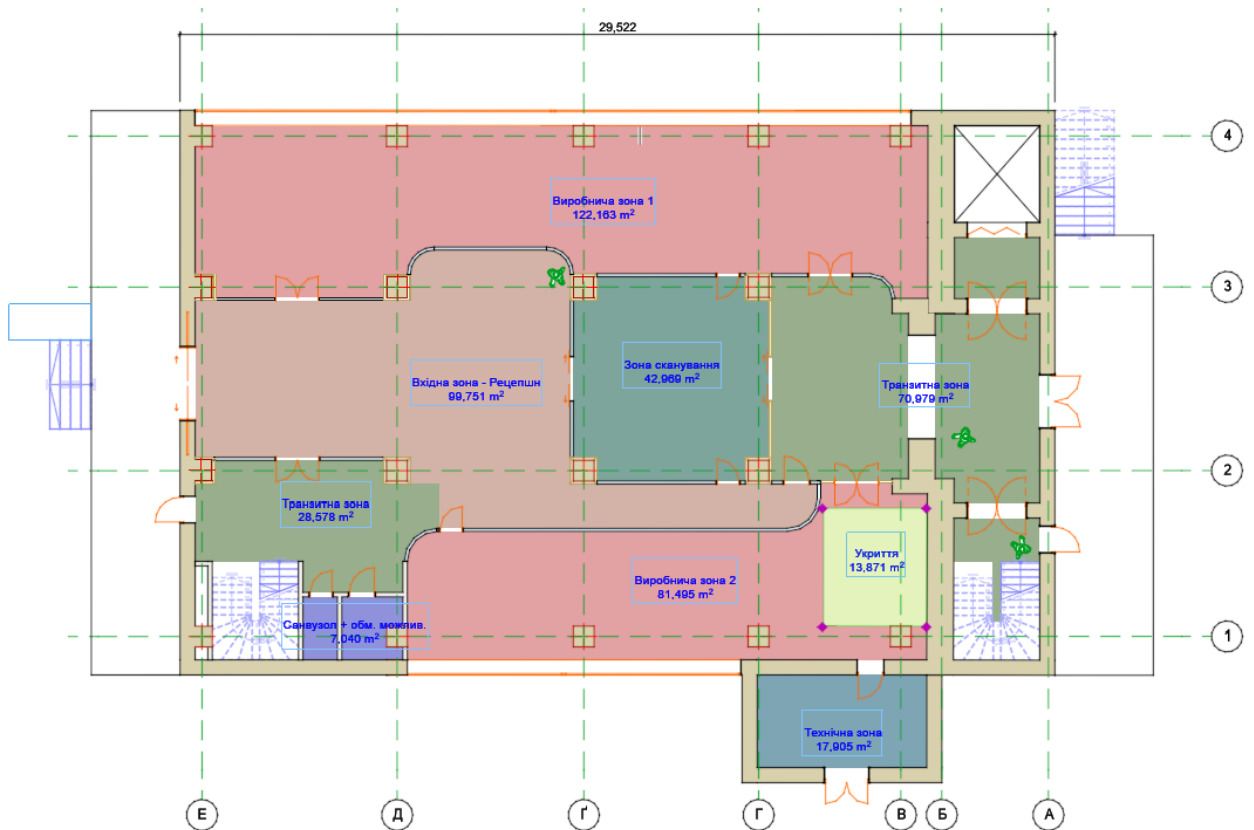 29,522
4
Виробнича зона 1
122,163 m²
3
Зона сканування
42,969 m²
Вхідна зона - Рецепшн
99,751 m²
Транзитна зона
70,979 m²
2
Транзитна зона
28,578 m²
Укриття
13,871 m²
Виробнича зона 2
81,495 m²
Санвузол + обм. можлив.
7,040 m²
1
Технічна зона
17,905 m²
Е Д Ґ Г В Б А